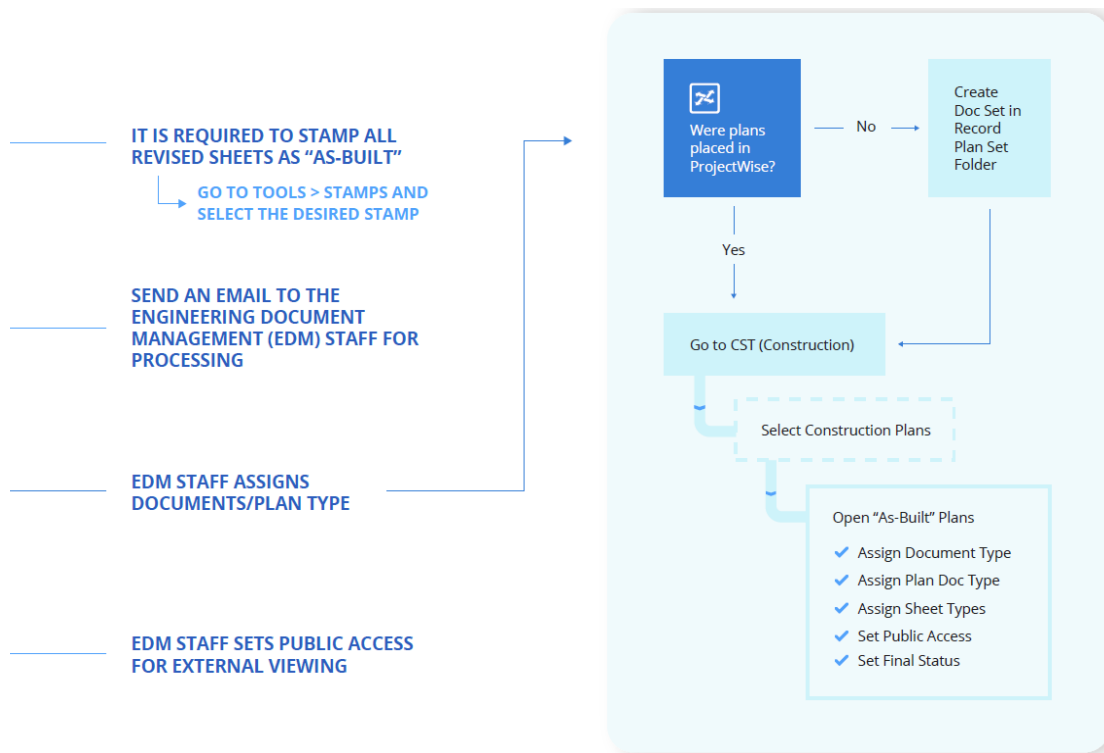 IT IS REQUIRED TO STAMP ALL
REVISED SHEETS AS “AS-BUILT”
GO TO TOOLS > STAMPS AND
SELECT THE DESIRED STAMP
SEND AN EMAIL TO THE
ENGINEERING DOCUMENT
MANAGEMENT (EDM) STAFF FOR
PROCESSING
EDM STAFF ASSIGNS
DOCUMENTS/PLAN TYPE
EDM STAFF SETS PUBLIC ACCESS
FOR EXTERNAL VIEWING
Were plans
placed in
ProjectWise?
No
Create
Doc Set in
Record
Plan Set
Folder
Yes
Go to CST (Construction)
Select Construction Plans
Open “As-Built” Plans
Assign Document Type
Assign Plan Doc Type
Assign Sheet Types
Set Public Access
Set Final Status